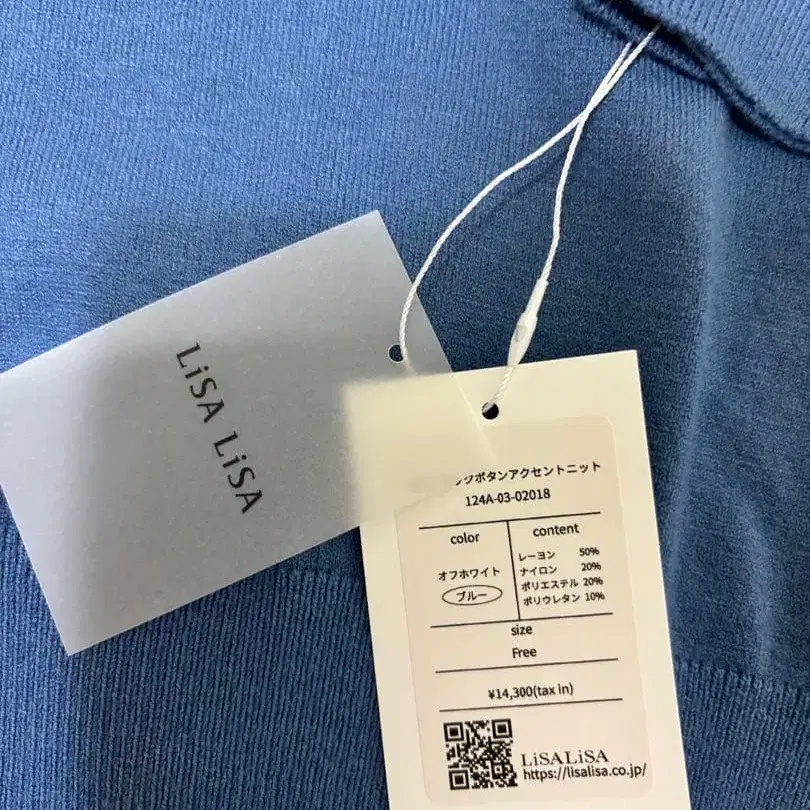 LiSA LiSA
ボタンアクセントニット
124A-03-02018
color
content
オフホワイト
ブルー
レーヨン 50%
ナイロン 20%
ポリエステル 20%
ポリウレタン 10%
size
Free
¥14,300(tax in)
LiSALiSA
https://lisalisa.co.jp/